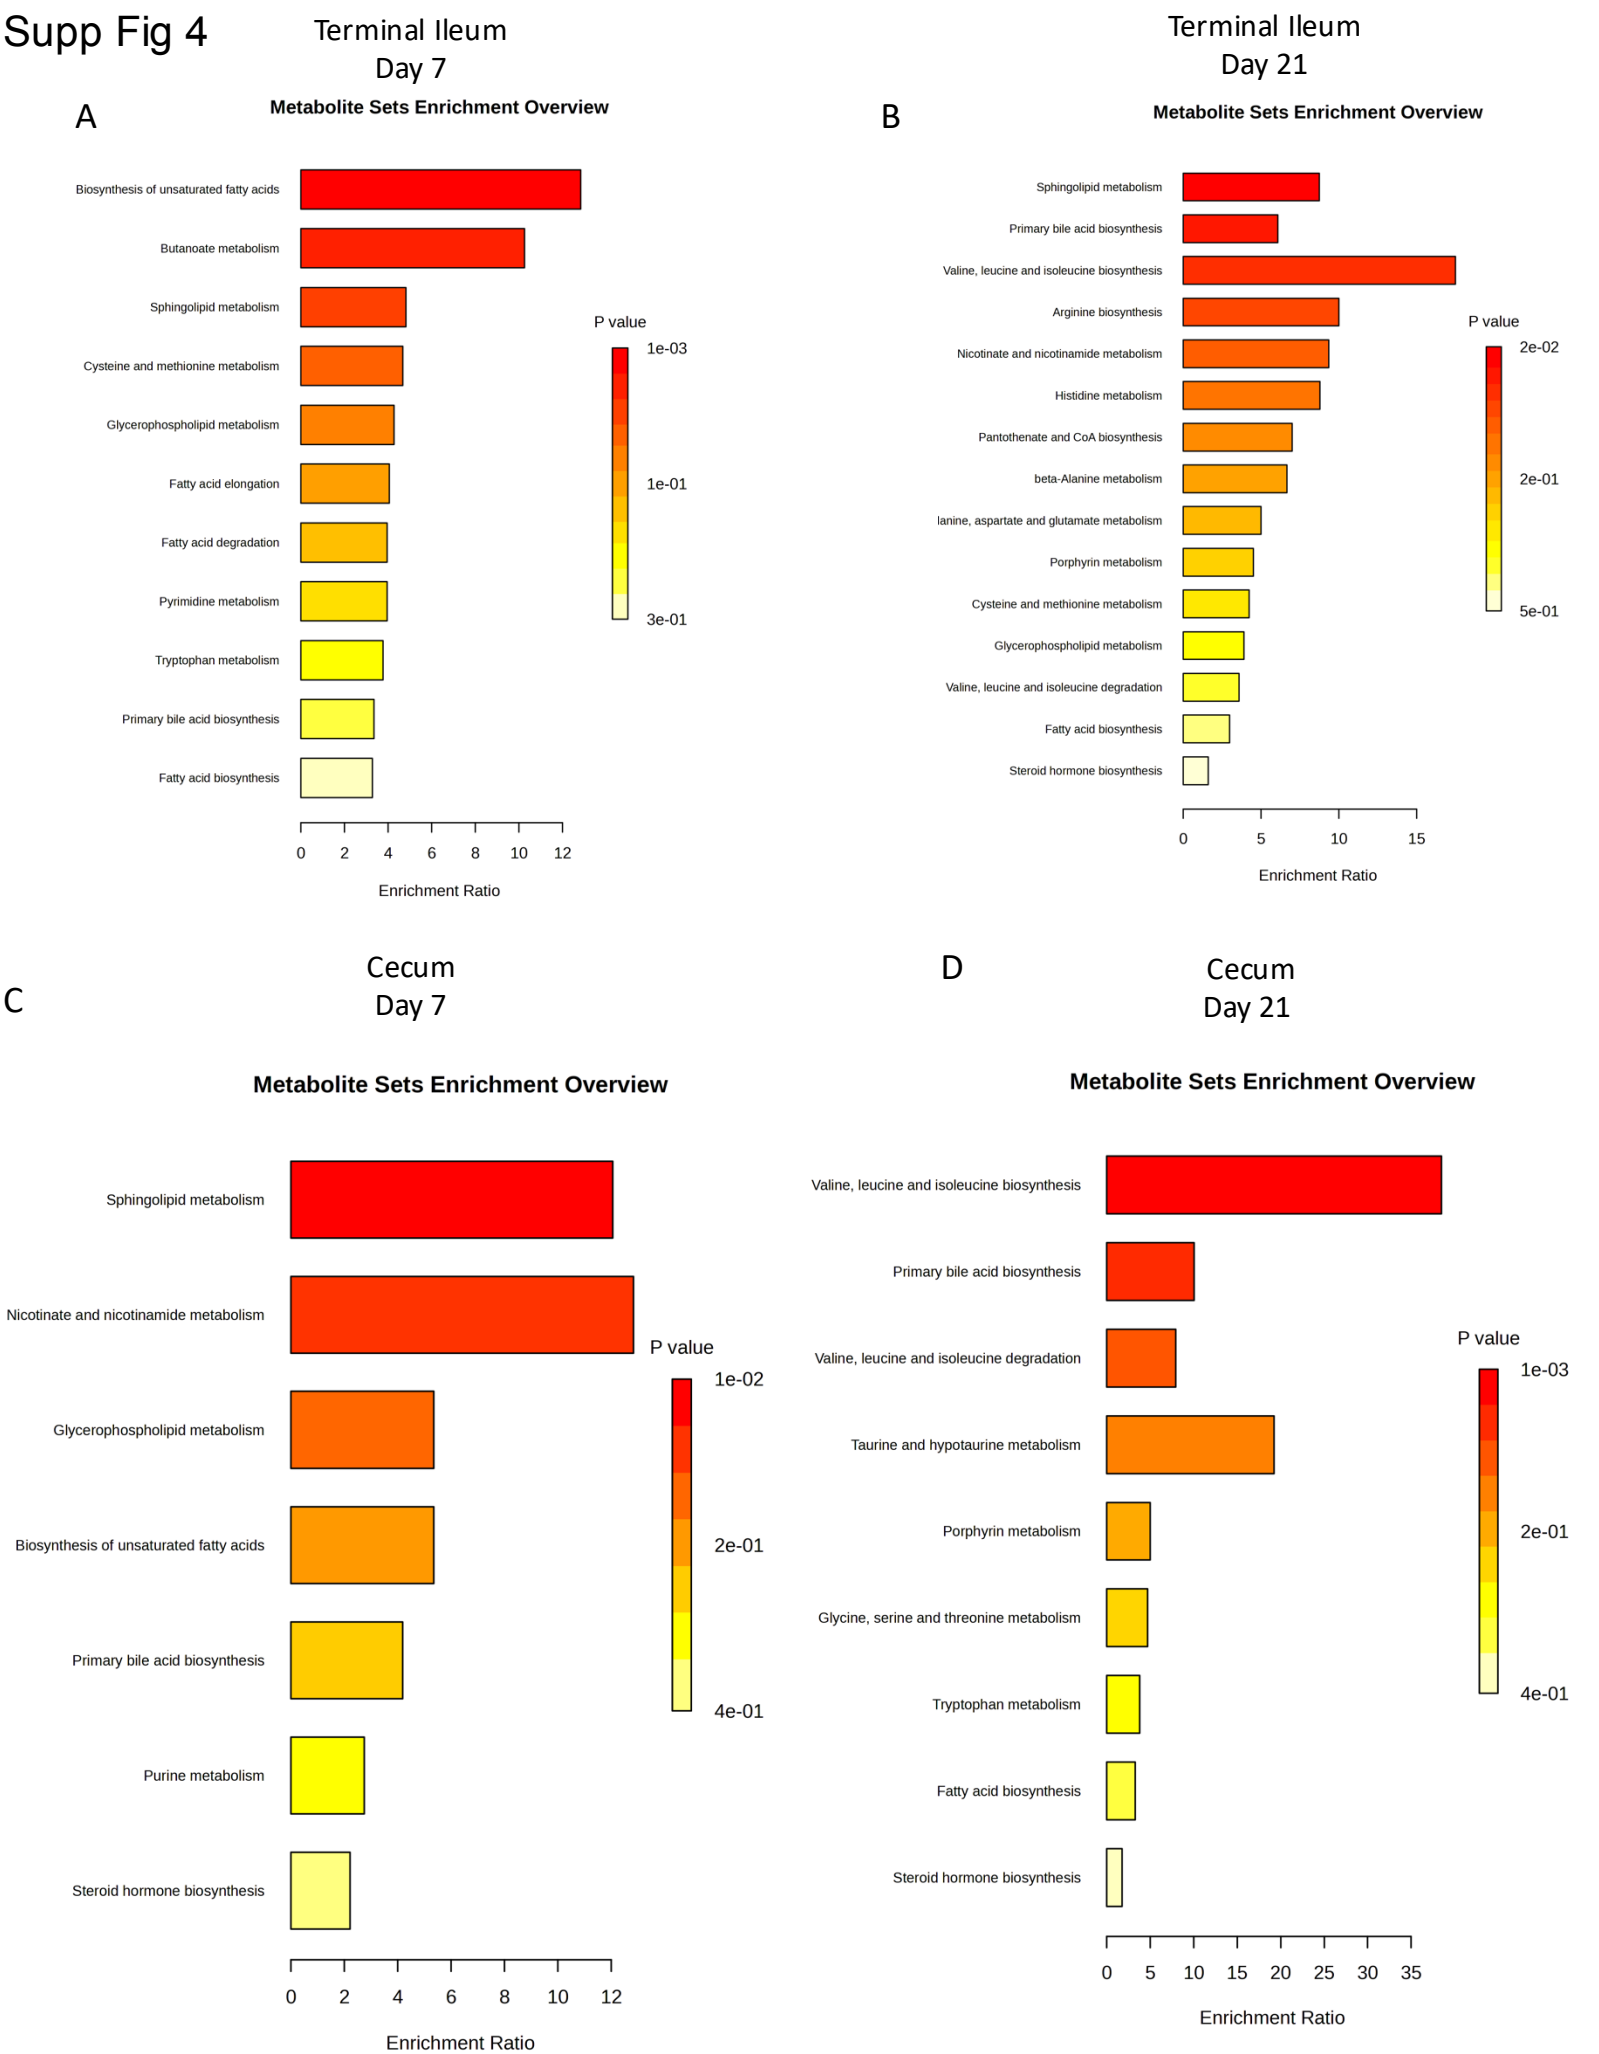 Supp Fig 4
Terminal Ileum
Day 7
A
Metabolite Sets Enrichment Overview
Biosynthesis of unsaturated fatty acids
Butanoate metabolism
Sphingolipid metabolism
Cysteine and methionine metabolism
Glycerophospholipid metabolism
Fatty acid elongation
Fatty acid degradation
Pyrimidine metabolism
Tryptophan metabolism
Primary bile acid biosynthesis
Fatty acid biosynthesis
P value
1e-03
1e-01
3e-01
0 2 4 6 8 10 12
Enrichment Ratio
Terminal Ileum
Day 21
B
Metabolite Sets Enrichment Overview
Sphingolipid metabolism
Primary bile acid biosynthesis
Valine, leucine and isoleucine biosynthesis
Arginine biosynthesis
Nicotinate and nicotinamide metabolism
Histidine metabolism
Pantothenate and CoA biosynthesis
beta-Alanine metabolism
lanine, aspartate and glutamate metabolism
Porphyrin metabolism
Cysteine and methionine metabolism
Glycerophospholipid metabolism
Valine, leucine and isoleucine degradation
Fatty acid biosynthesis
Steroid hormone biosynthesis
P value
2e-02
2e-01
5e-01
0 5 10 15
Enrichment Ratio
Cecum
Day 7
C
Metabolite Sets Enrichment Overview
Sphingolipid metabolism
Nicotinate and nicotinamide metabolism
Glycerophospholipid metabolism
Biosynthesis of unsaturated fatty acids
Primary bile acid biosynthesis
Purine metabolism
Steroid hormone biosynthesis
P value
1e-02
2e-01
4e-01
0 2 4 6 8 10 12
Enrichment Ratio
D
Cecum
Day 21
Metabolite Sets Enrichment Overview
Valine, leucine and isoleucine biosynthesis
Primary bile acid biosynthesis
Valine, leucine and isoleucine degradation
Taurine and hypotaurine metabolism
Porphyrin metabolism
Glycine, serine and threonine metabolism
Tryptophan metabolism
Fatty acid biosynthesis
Steroid hormone biosynthesis
P value
1e-03
2e-01
4e-01
0 5 10 15 20 25 30 35
Enrichment Ratio